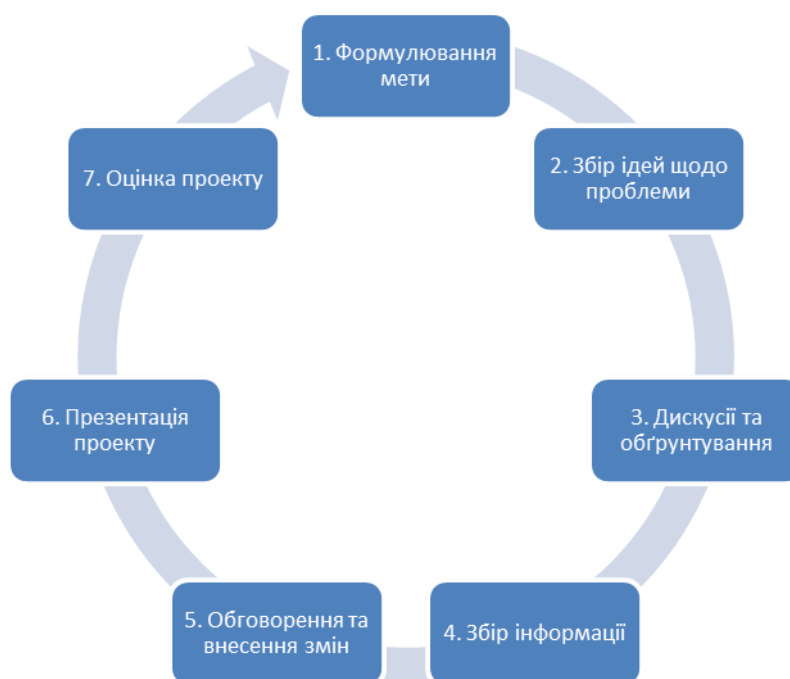 1. Формулювання
мети
2. Збір ідей щодо
проблеми
3. Дискусії та
обґрунтування
4. Збір інформації
5. Обговорення та
внесення змін
6. Презентація
проекту
7. Оцінка проекту